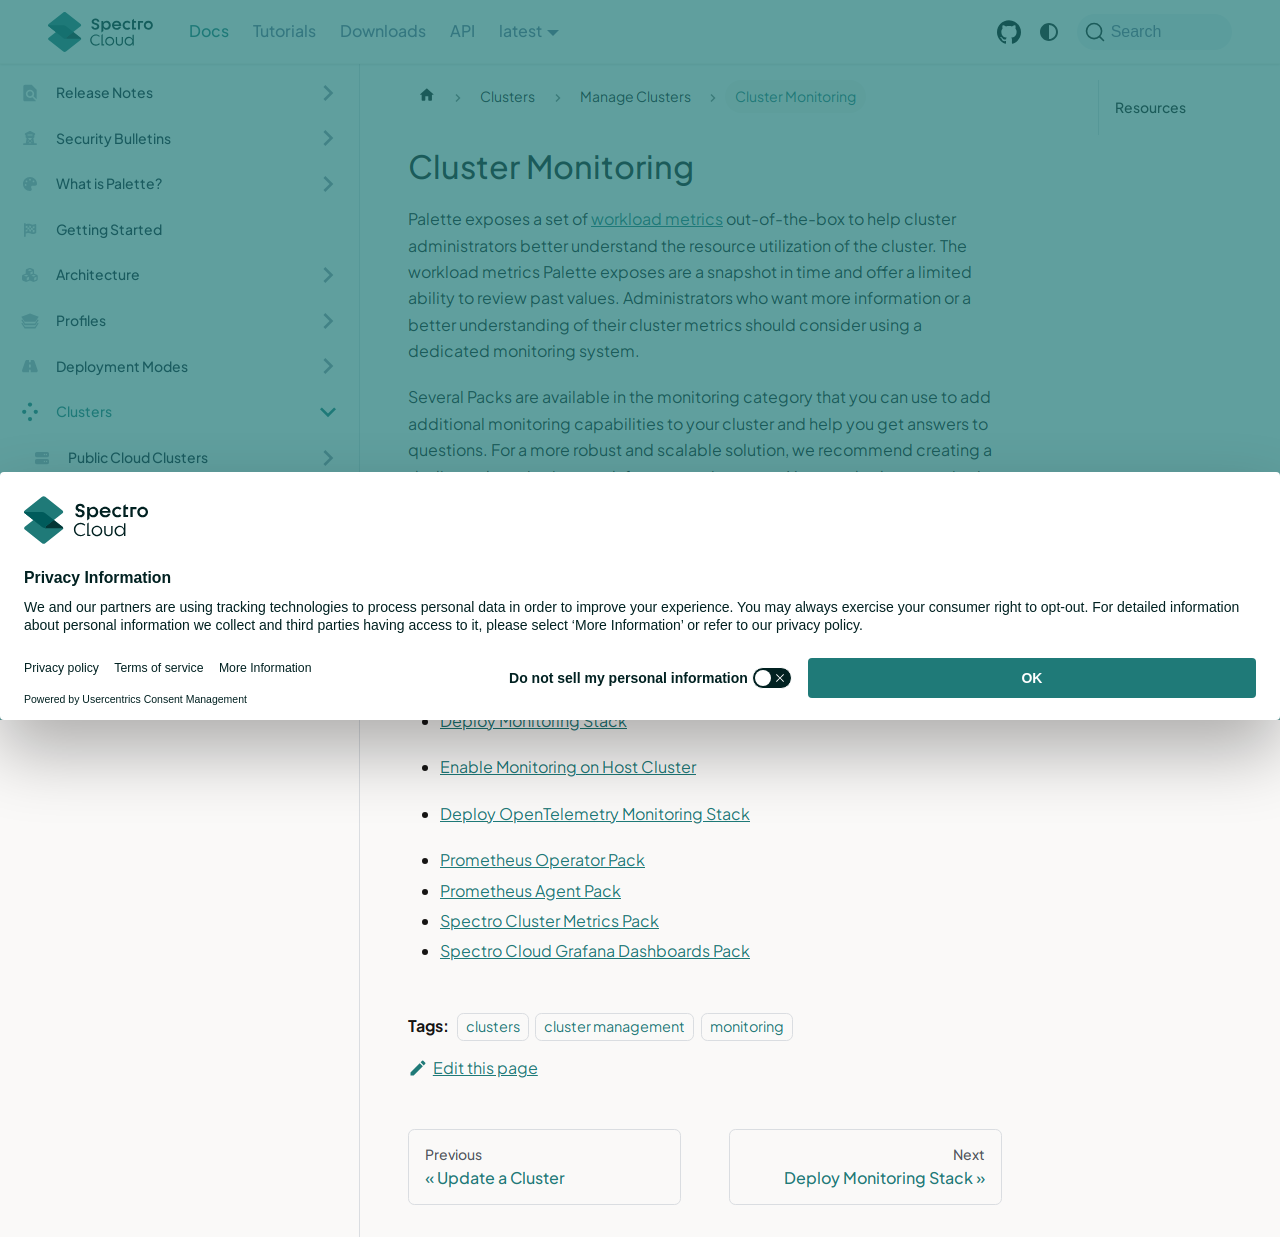 Spectro Cloud
Docs
Tutorials
Downloads
API
latest
Search
Release Notes
Security Bulletins
What is Palette?
Getting Started
Architecture
Profiles
Deployment Modes
Clusters
Public Cloud Clusters
Clusters
Manage Clusters
Cluster Monitoring
Resources
Cluster Monitoring
Palette exposes a set of workload metrics out-of-the-box to help cluster
administrators better understand the resource utilization of the cluster. The
workload metrics Palette exposes are a snapshot in time and offer a limited
ability to review past values. Administrators who want more information or a
better understanding of their cluster metrics should consider using a
dedicated monitoring system.
Several Packs are available in the monitoring category that you can use to add
additional monitoring capabilities to your cluster and help you get answers to
questions. For a more robust and scalable solution, we recommend creating a
Spectro
Cloud
Privacy Information
We and our partners are using tracking technologies to process personal data in order to improve your experience. You may always exercise your consumer right to opt-out. For detailed information
about personal information we collect and third parties having access to it, please select ‘More Information’ or refer to our privacy policy.
Privacy policy
Terms of service
More Information
Powered by Usercentrics Consent Management
Do not sell my personal information
OK
Deploy Monitoring Stack
Enable Monitoring on Host Cluster
Deploy OpenTelemetry Monitoring Stack
Prometheus Operator Pack
Prometheus Agent Pack
Spectro Cluster Metrics Pack
Spectro Cloud Grafana Dashboards Pack
Tags: clusters cluster management monitoring
Edit this page
Previous
« Update a Cluster
Next
Deploy Monitoring Stack »